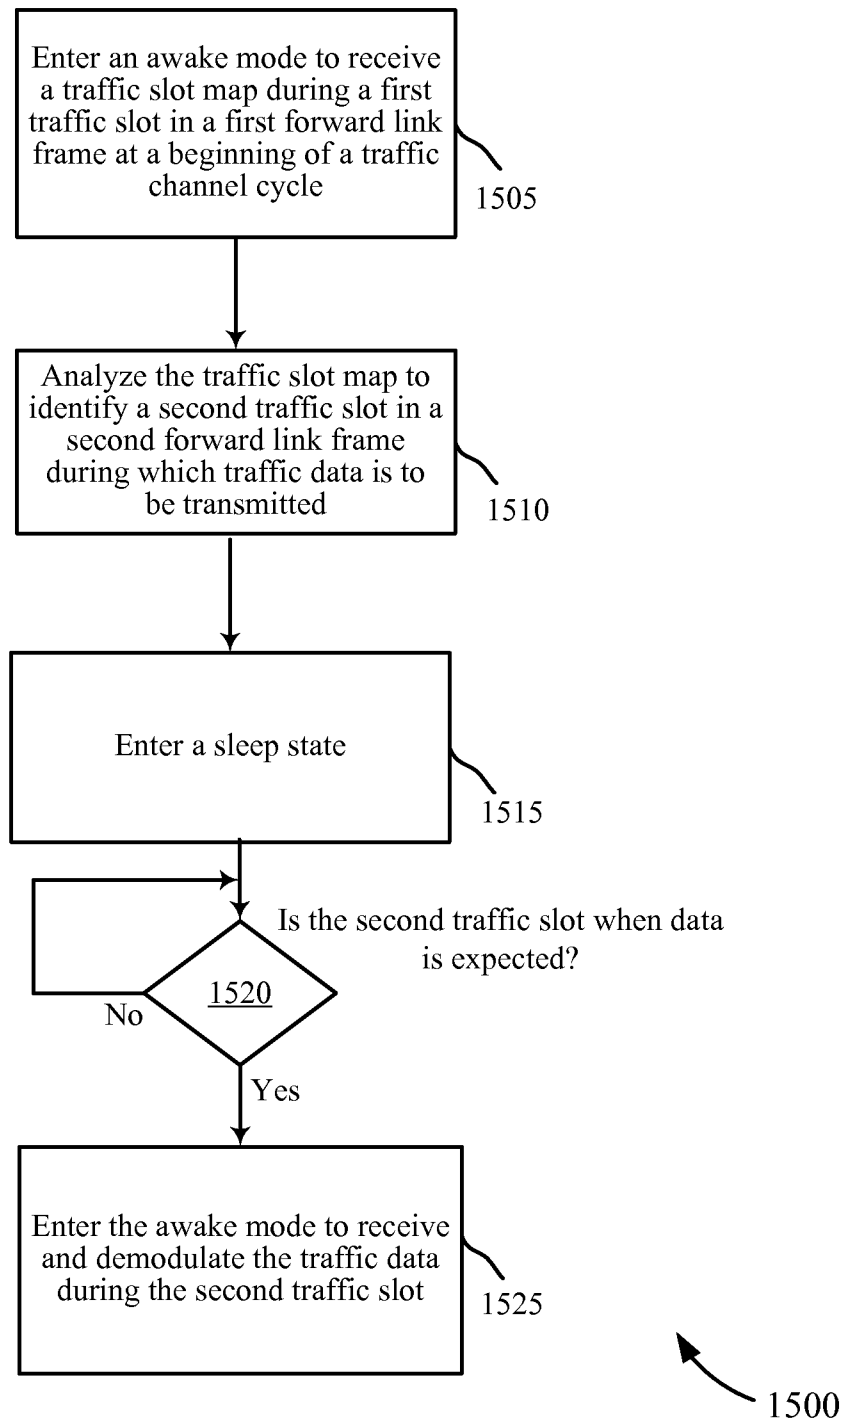 Enter an awake mode to receive
a traffic slot map during a first
traffic slot in a first forward link
frame at a beginning of a traffic
channel cycle
1505
Analyze the traffic slot map to
identify a second traffic slot in a
second forward link frame
during which traffic data is to
be transmitted
1510
Enter a sleep state
1515
Is the second traffic slot when data
is expected?
1520
No
Yes
Enter the awake mode to receive
and demodulate the traffic data
during the second traffic slot
1525
1500